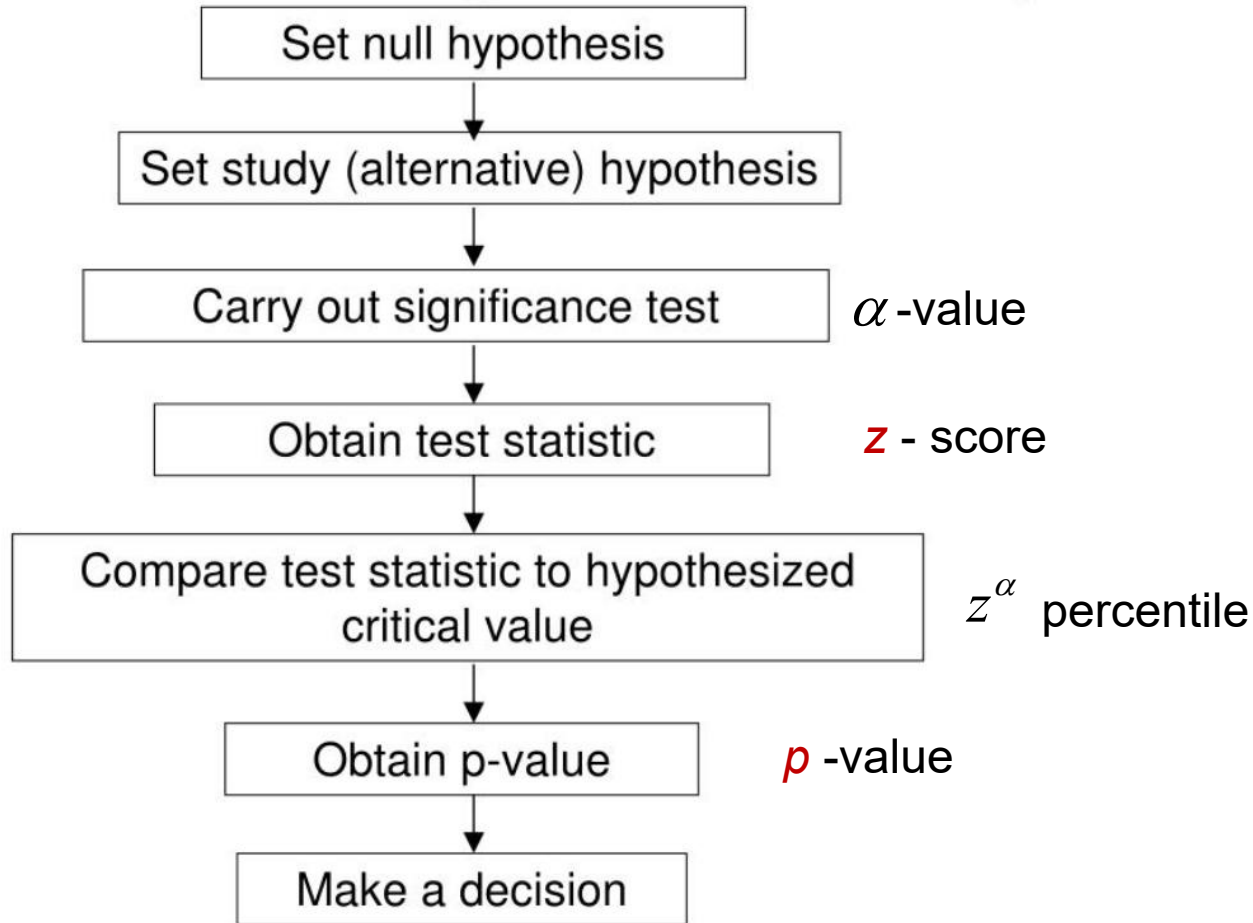 Set null hypothesis
Set study (alternative) hypothesis
Carry out significance test α -value
Obtain test statistic z - score
Compare test statistic to hypothesized
critical value z^α percentile
Obtain p-value p -value
Make a decision